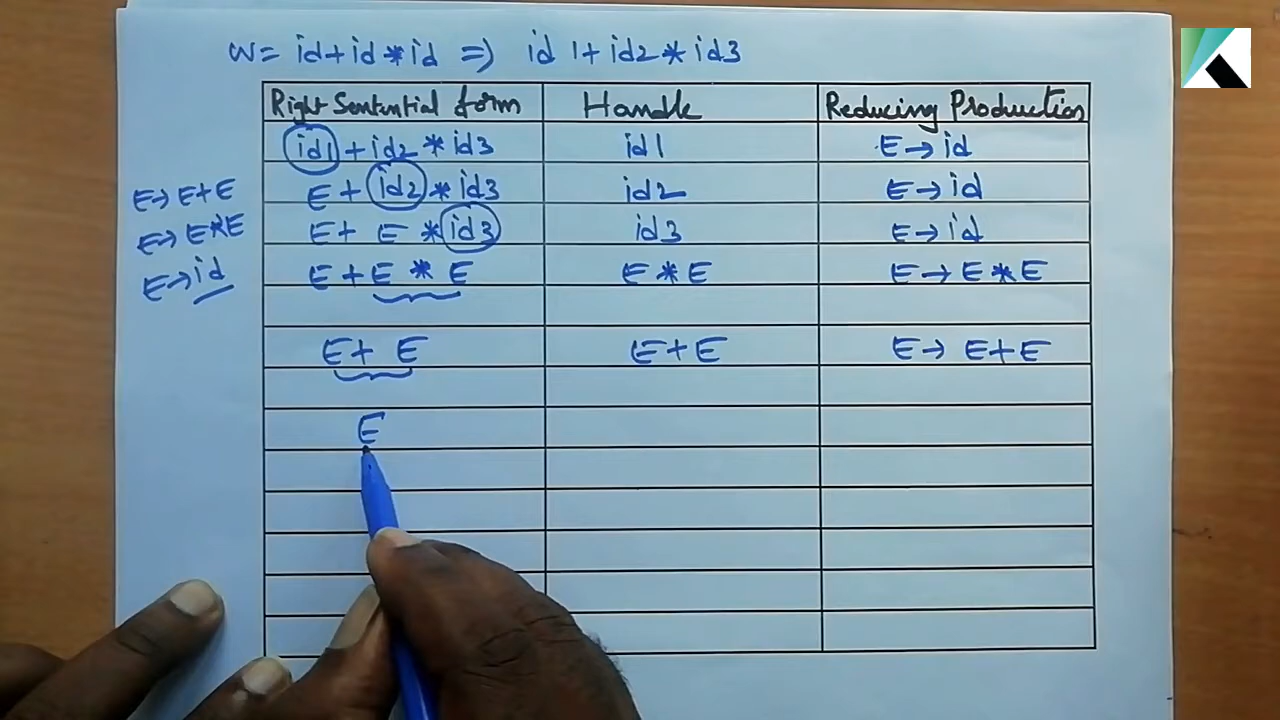 w = id+id*id => id1+id2*id3
Right Sentential form Handle Reducing Production
id1+id2*id3 id1 E→id
E+id2*id3 id2 E→id
E+E*id3 id3 E→id
E+E*E E*E E→E*E
E+E E+E E→E+E
E
E→E+E
E→E*E
E→id